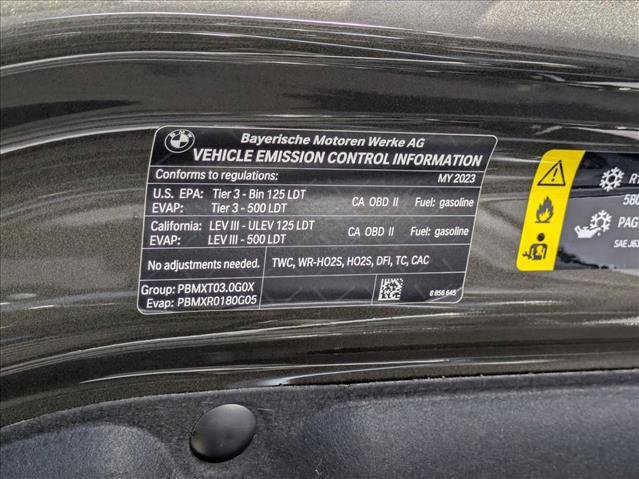 BMW
Bayerische Motoren Werke AG
VEHICLE EMISSION CONTROL INFORMATION
Conforms to regulations: MY 2023
U.S. EPA: Tier 3 - Bin 125 LDT CA OBD II Fuel: gasoline
EVAP: Tier 3 - 500 LDT
California: LEV III - ULEV 125 LDT CA OBD II Fuel: gasoline
EVAP: LEV III - 500 LDT
No adjustments needed. TWC, WR-HO2S, HO2S, DFI, TC, CAC
Group: PBMXT03.0G0X
Evap: PBMXR0180G05
8 856 645
PAG
SAE